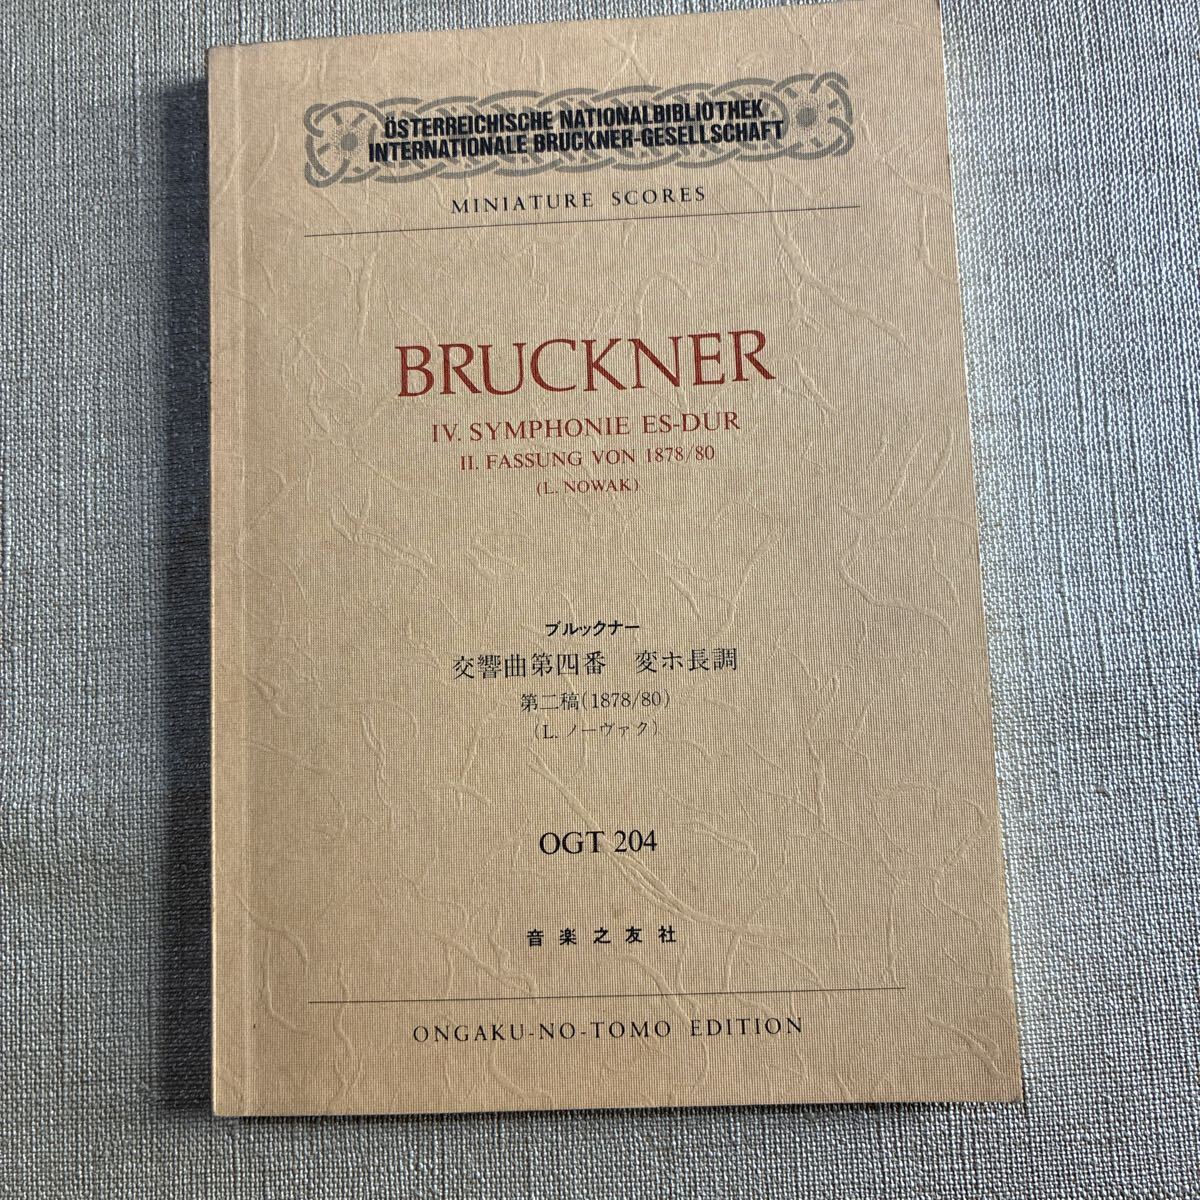 ÖSTERREICHISCHE NATIONALBIBLIOTHEK
INTERNATIONALE BRUCKNER-GESELLSCHAFT
MINIATURE SCORES
BRUCKNER
IV. SYMPHONIE ES-DUR
II. FASSUNG VON 1878/80
(L. NOWAK)
ブルックナー
交響曲第四番 変ホ長調
第二稿(1878/80)
(L. ノーヴァク)
OGT 204
音楽之友社
ONGAKU-NO-TOMO EDITION